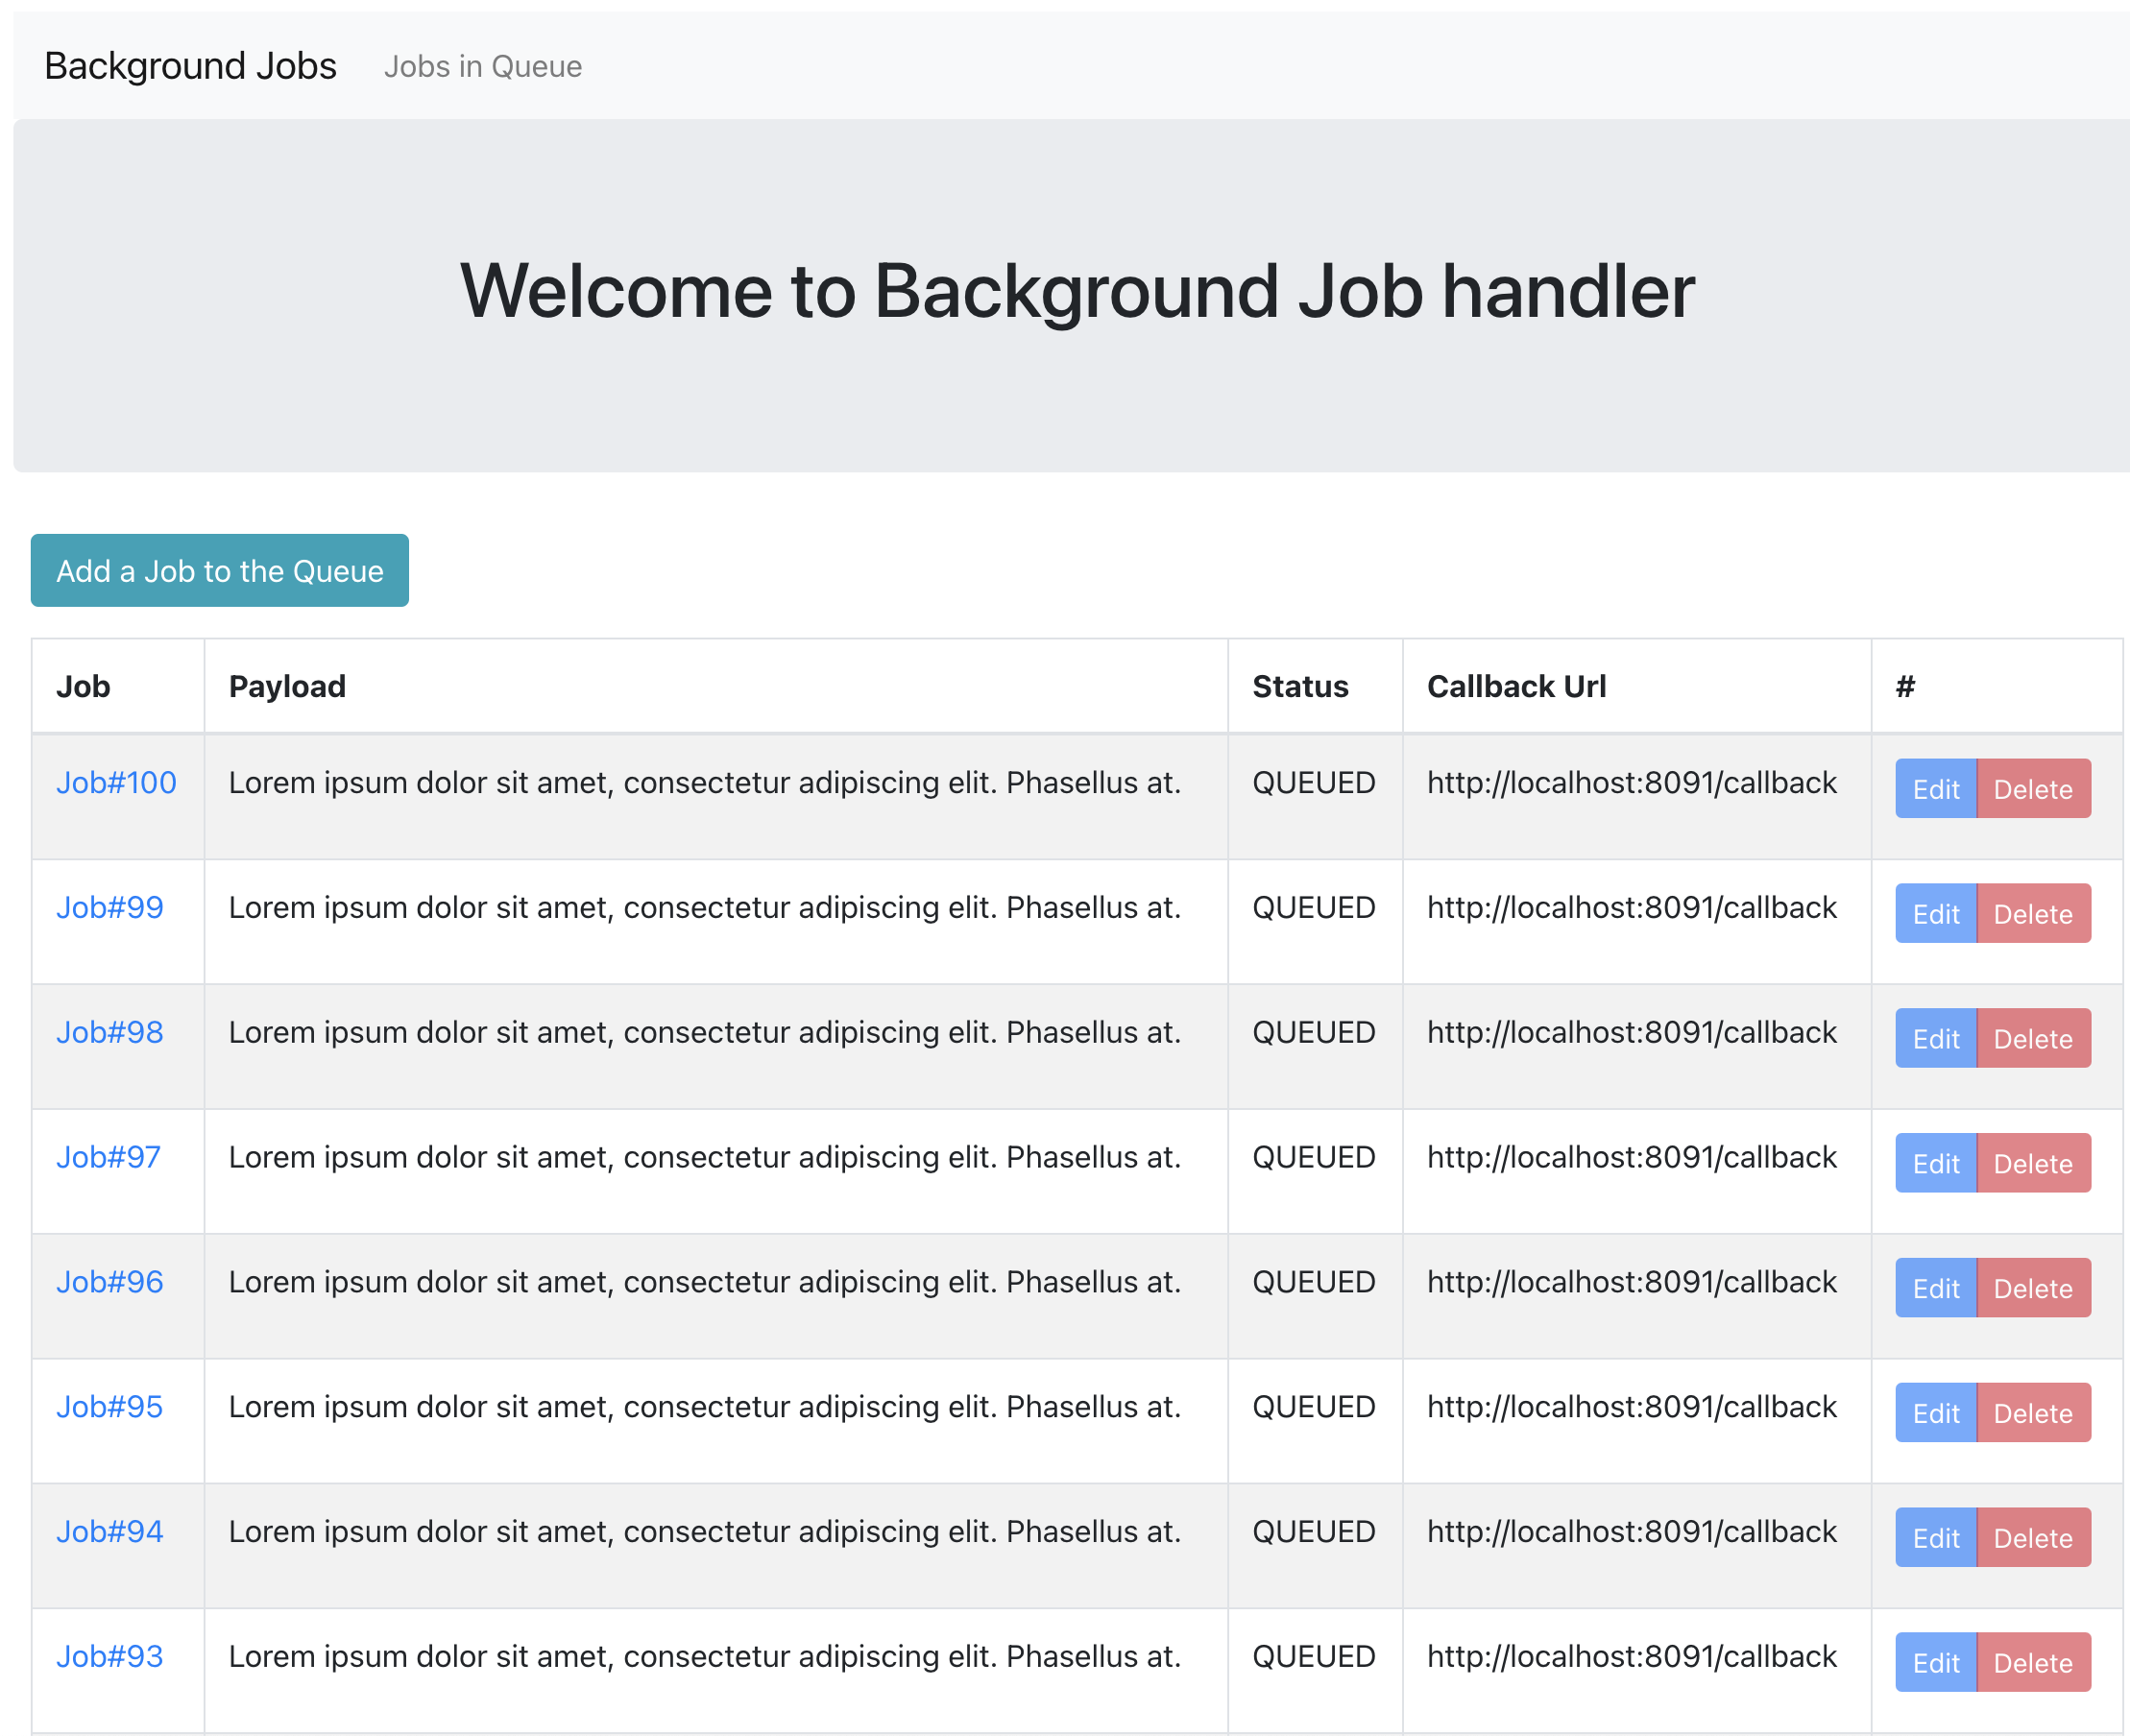 Background Jobs Jobs in Queue
Welcome to Background Job handler
Add a Job to the Queue
Job Payload Status Callback Url #
Job#100 Lorem ipsum dolor sit amet, consectetur adipiscing elit. Phasellus at. QUEUED http://localhost:8091/callback Edit Delete
Job#99 Lorem ipsum dolor sit amet, consectetur adipiscing elit. Phasellus at. QUEUED http://localhost:8091/callback Edit Delete
Job#98 Lorem ipsum dolor sit amet, consectetur adipiscing elit. Phasellus at. QUEUED http://localhost:8091/callback Edit Delete
Job#97 Lorem ipsum dolor sit amet, consectetur adipiscing elit. Phasellus at. QUEUED http://localhost:8091/callback Edit Delete
Job#96 Lorem ipsum dolor sit amet, consectetur adipiscing elit. Phasellus at. QUEUED http://localhost:8091/callback Edit Delete
Job#95 Lorem ipsum dolor sit amet, consectetur adipiscing elit. Phasellus at. QUEUED http://localhost:8091/callback Edit Delete
Job#94 Lorem ipsum dolor sit amet, consectetur adipiscing elit. Phasellus at. QUEUED http://localhost:8091/callback Edit Delete
Job#93 Lorem ipsum dolor sit amet, consectetur adipiscing elit. Phasellus at. QUEUED http://localhost:8091/callback Edit Delete